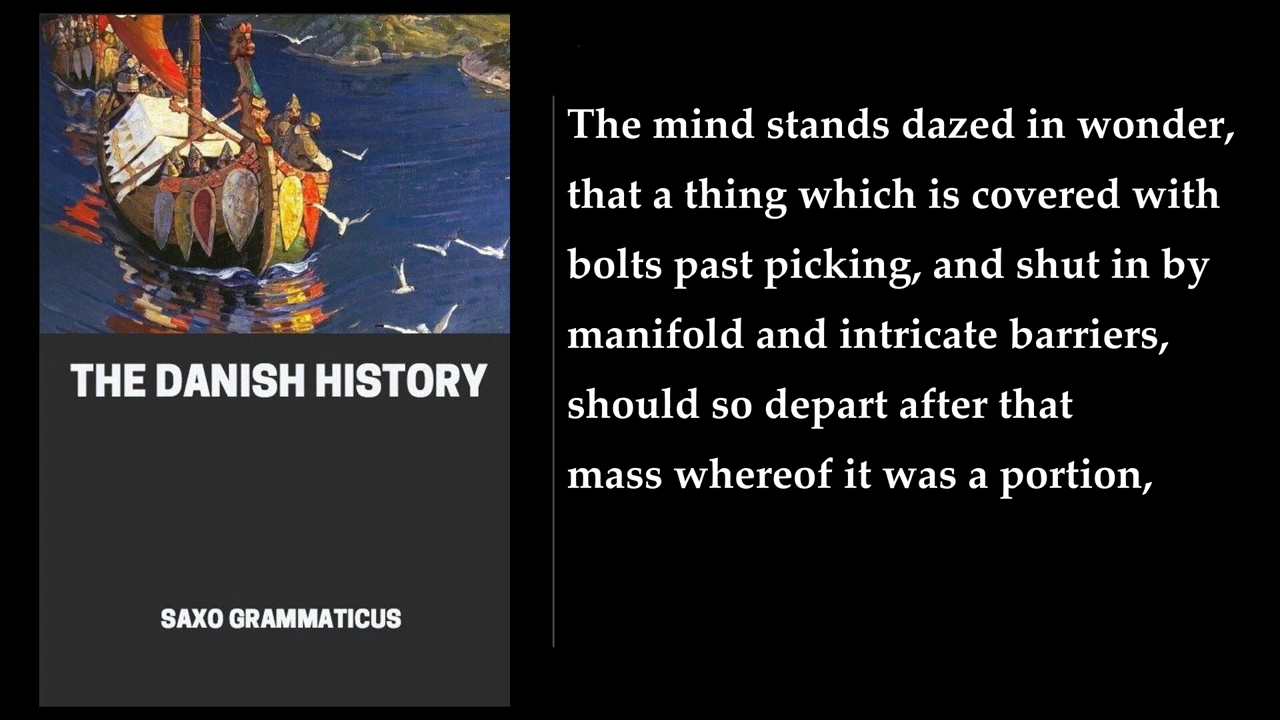 THE DANISH HISTORY
SAXO GRAMMATICUS
The mind stands dazed in wonder,
that a thing which is covered with
bolts past picking, and shut in by
manifold and intricate barriers,
should so depart after that
mass whereof it was a portion,